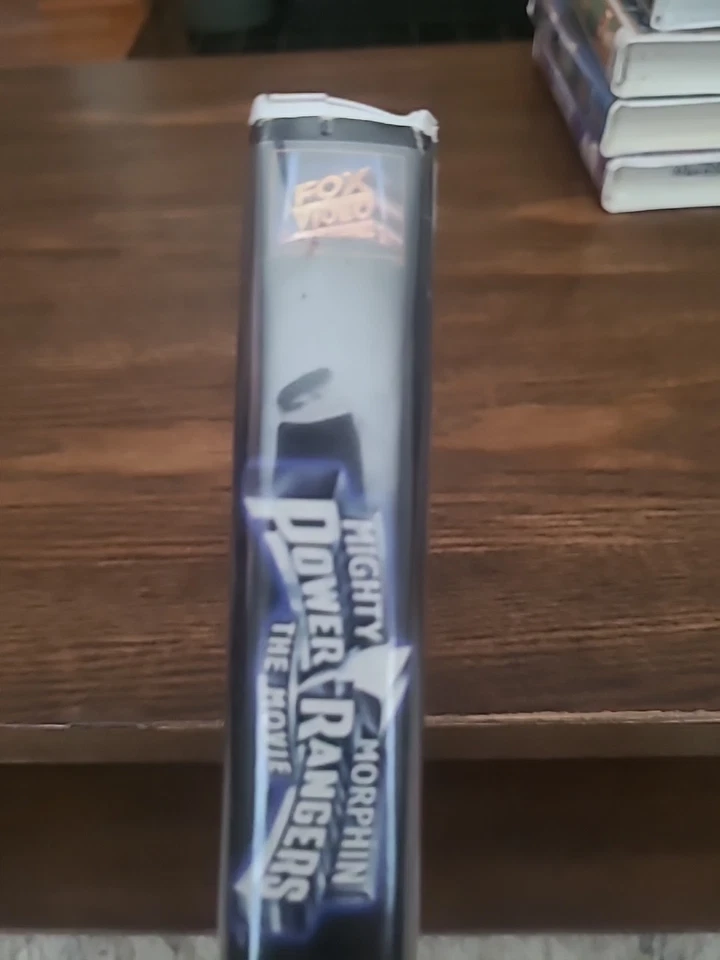 FOX
VIDEO
MIGHTY MORPHIN
POWER RANGERS
THE MOVIE